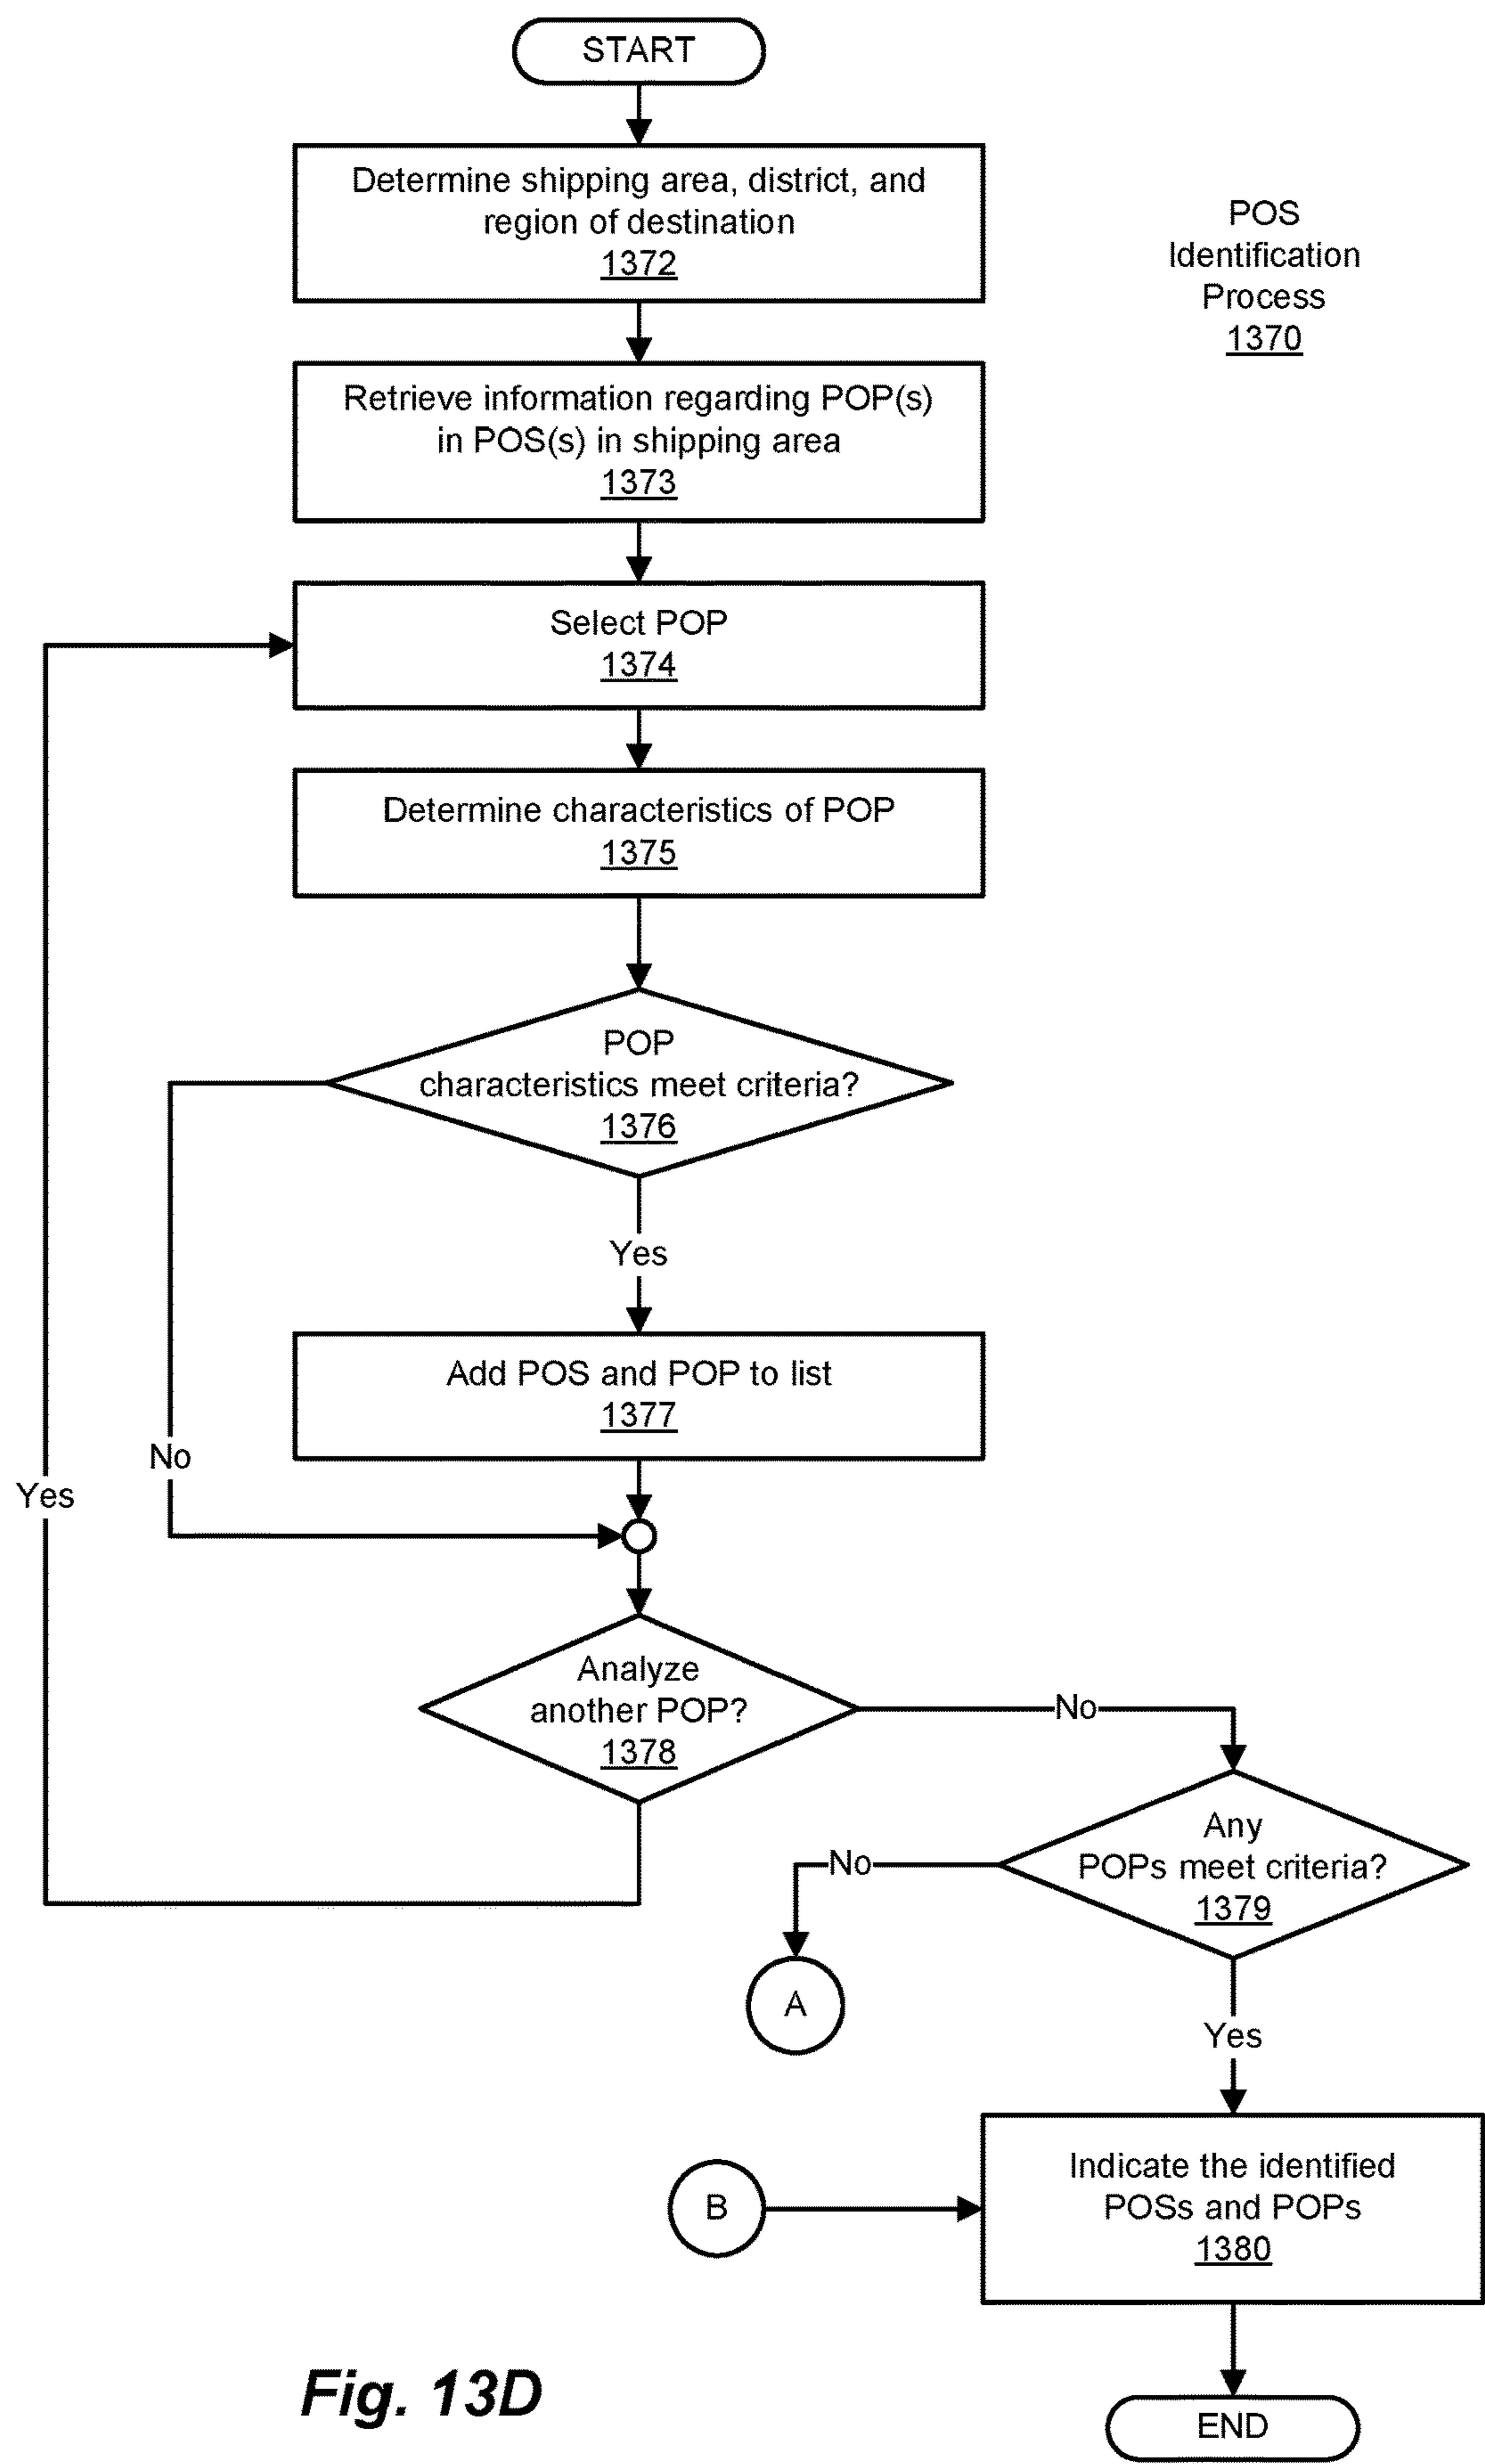 START
Determine shipping area, district, and
region of destination
1372
POS
Identification
Process
1370
Retrieve information regarding POP(s)
in POS(s) in shipping area
1373
Select POP
1374
Determine characteristics of POP
1375
POP
characteristics meet criteria?
1376
Yes
Add POS and POP to list
1377
No
Yes
Analyze
another POP?
1378
No
Any
POPs meet criteria?
1379
No
A
Yes
Indicate the identified
POSs and POPs
1380
B
END
Fig. 13D